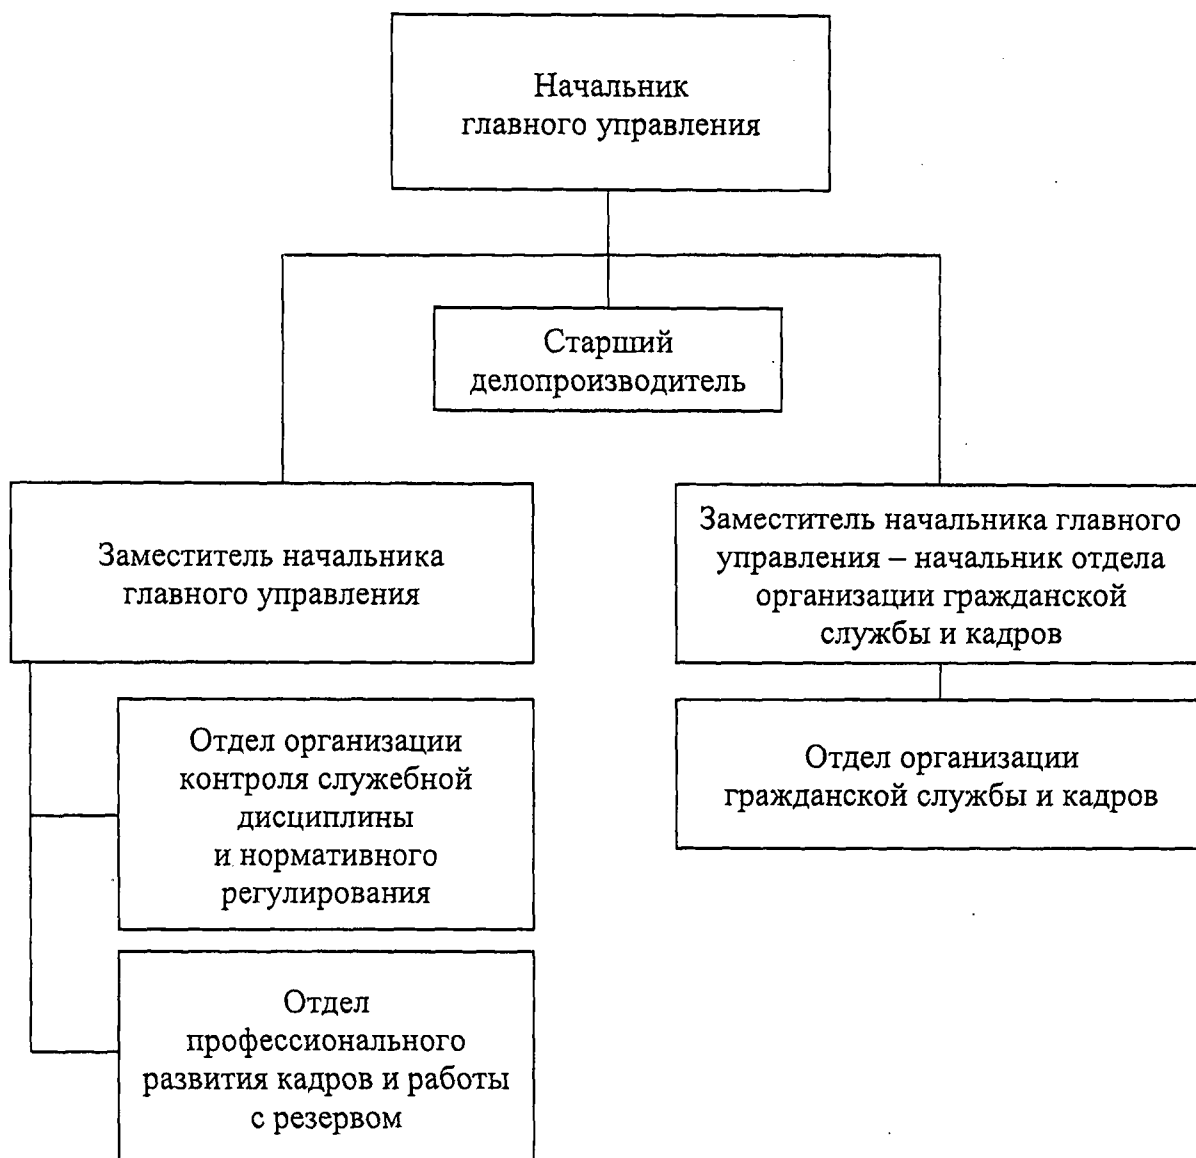 Начальник
главного управления
Старший
делопроизводитель
Заместитель начальника
главного управления
Заместитель начальника главного
управления – начальник отдела
организации гражданской
службы и кадров
Отдел организации
контроля служебной
дисциплины
и нормативного
регулирования
Отдел организации
гражданской службы и кадров
Отдел
профессионального
развития кадров и работы
с резервом